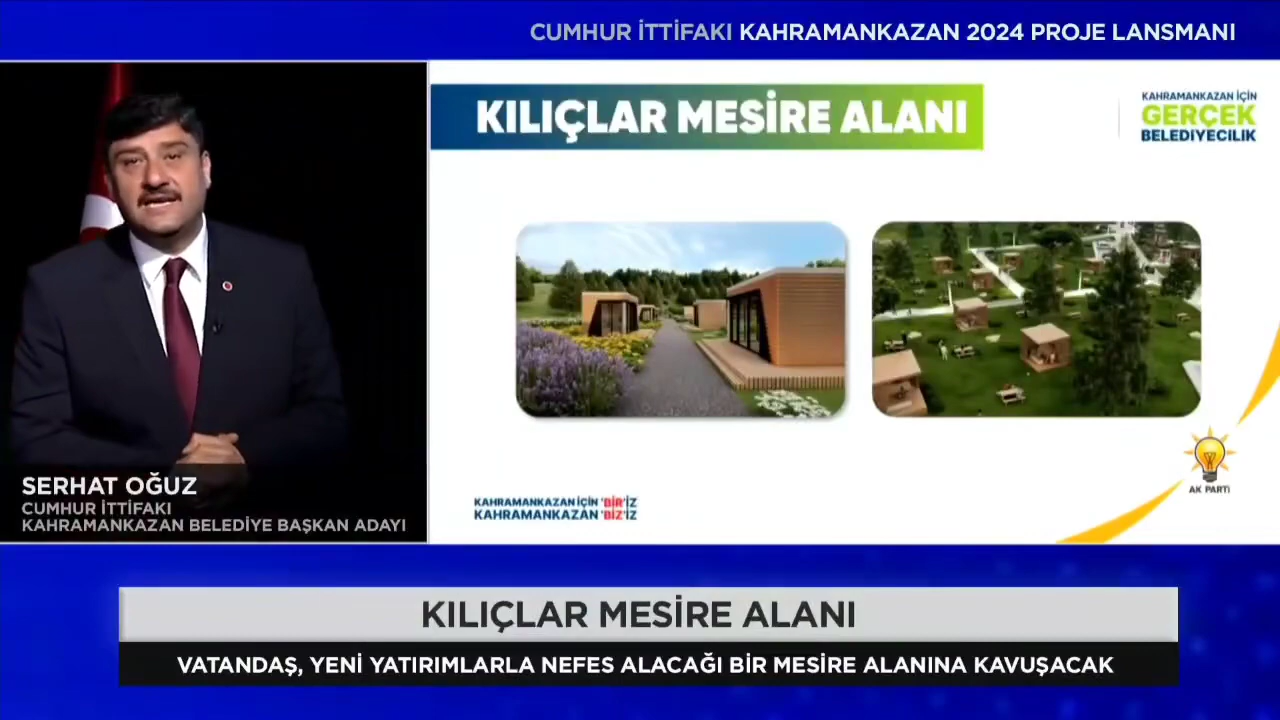 CUMHUR İTTİFAKI KAHRAMANKAZAN 2024 PROJE LANSMANI
KILIÇLAR MESİRE ALANI
KAHRAMANKAZAN İÇİN
GERÇEK
BELEDİYECİLİK
SERHAT OĞUZ
CUMHUR İTTİFAKI
KAHRAMANKAZAN BELEDİYE BAŞKAN ADAYI
KAHRAMANKAZAN İÇİN 'BİR'İZ
KAHRAMANKAZAN 'BİZ'İZ
AK PARTİ
KILIÇLAR MESİRE ALANI
VATANDAŞ, YENİ YATIRIMLARLA NEFES ALACAĞI BİR MESİRE ALANINA KAVUŞACAK